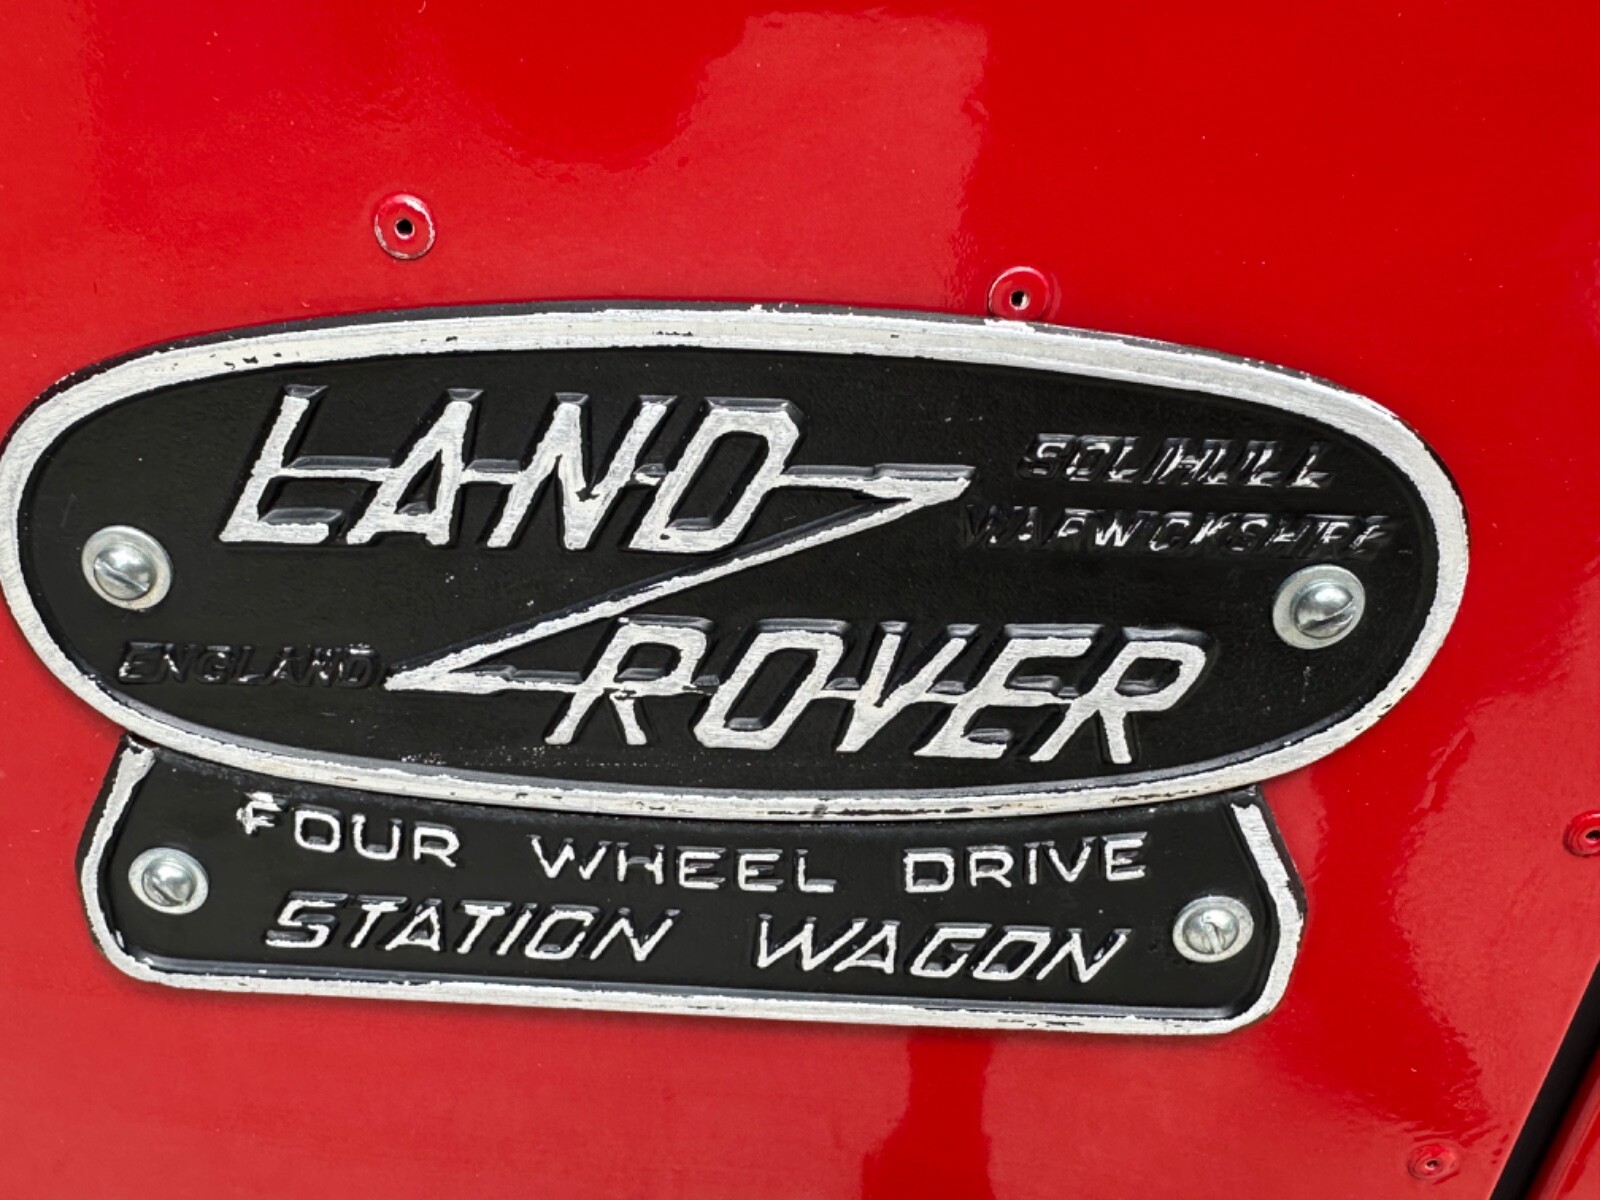 LAND
SOLIHULL
WARWICKSHIRE
ENGLAND
ROVER
FOUR WHEEL DRIVE
STATION WAGON